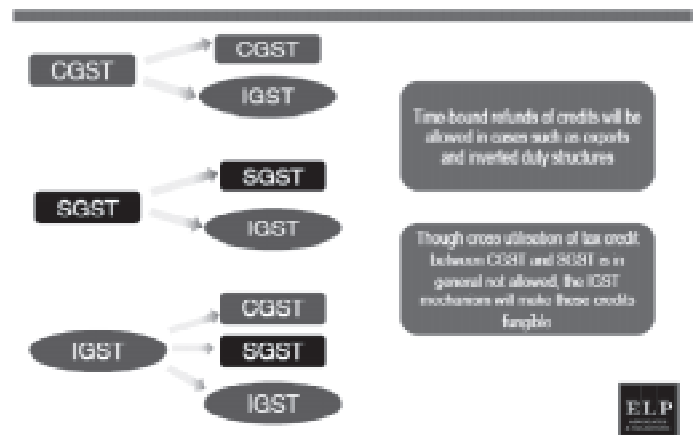 CGST
CGST
IGST
SGST
SGST
IGST
IGST
CGST
SGST
IGST
Time-bound refunds of credits will be
allowed in cases such as exports
and inverted duty structures
Though cross utilisation of tax credit
between CGST and SGST is in
general not allowed, the IGST
mechanism will make these credits
fungible
ELP